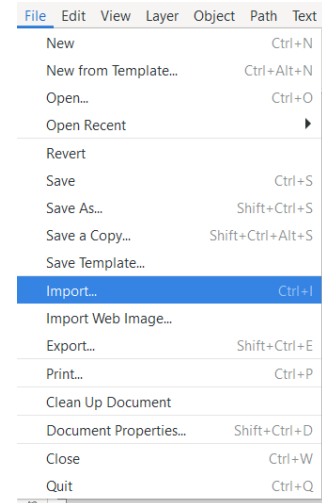 File Edit View Layer Object Path Text
New Ctrl+N
New from Template... Ctrl+Alt+N
Open... Ctrl+O
Open Recent
Revert
Save Ctrl+S
Save As... Shift+Ctrl+S
Save a Copy... Shift+Ctrl+Alt+S
Save Template...
Import... Ctrl+I
Import Web Image...
Export... Shift+Ctrl+E
Print... Ctrl+P
Clean Up Document
Document Properties... Shift+Ctrl+D
Close Ctrl+W
Quit Ctrl+Q